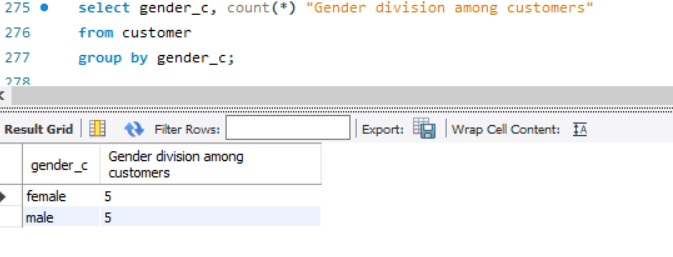 275 select gender_c, count(*) "Gender division among customers"
276 from customer
277 group by gender_c;
278
Result Grid Filter Rows: Export: Wrap Cell Content: IA
gender_c Gender division among
customers
female 5
male 5